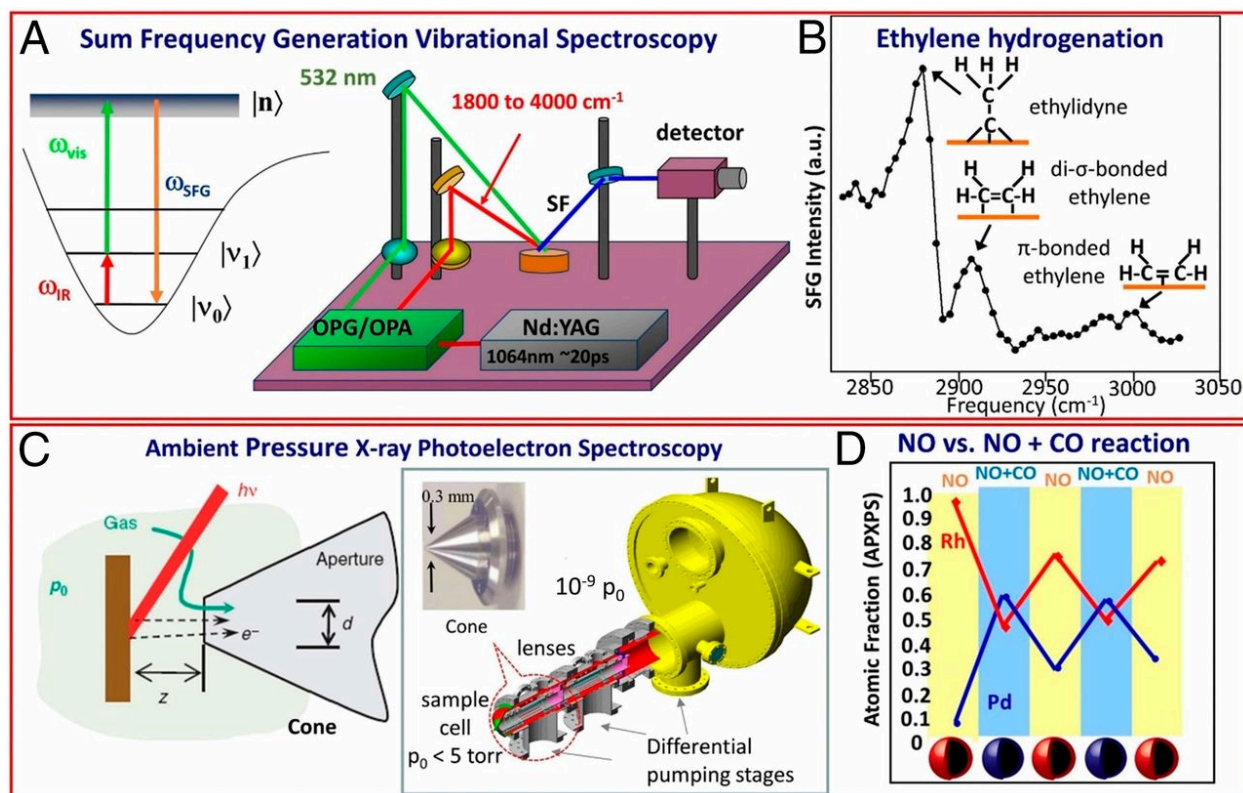 A
Sum Frequency Generation Vibrational Spectroscopy
|n⟩
ω_vis
ω_SFG
|ν₁⟩
ω_IR
|ν₀⟩
532 nm
1800 to 4000 cm⁻¹
detector
SF
OPG/OPA
Nd:YAG
1064nm ~20ps
B
Ethylene hydrogenation
SFG Intensity (a.u.)
H H H
C
C
ethylidyne
H H
H-C=C-H
di-σ-bonded
ethylene
π-bonded
ethylene
H H
H-C=C-H
2850 2900 2950 3000 3050
Frequency (cm⁻¹)
C
Ambient Pressure X-ray Photoelectron Spectroscopy
hν
Gas
p₀
Aperture
d
e⁻
z
Cone
0.3 mm
Cone
10⁻⁹ p₀
lenses
sample
cell
p₀ < 5 torr
Differential
pumping stages
D
NO vs. NO + CO reaction
NO NO+CO NO NO+CO NO
Atomic Fraction (APXPS)
1.0
0.9
0.8
0.7
0.6
0.5
0.4
0.3
0.2
0.1
0
Rh
Pd